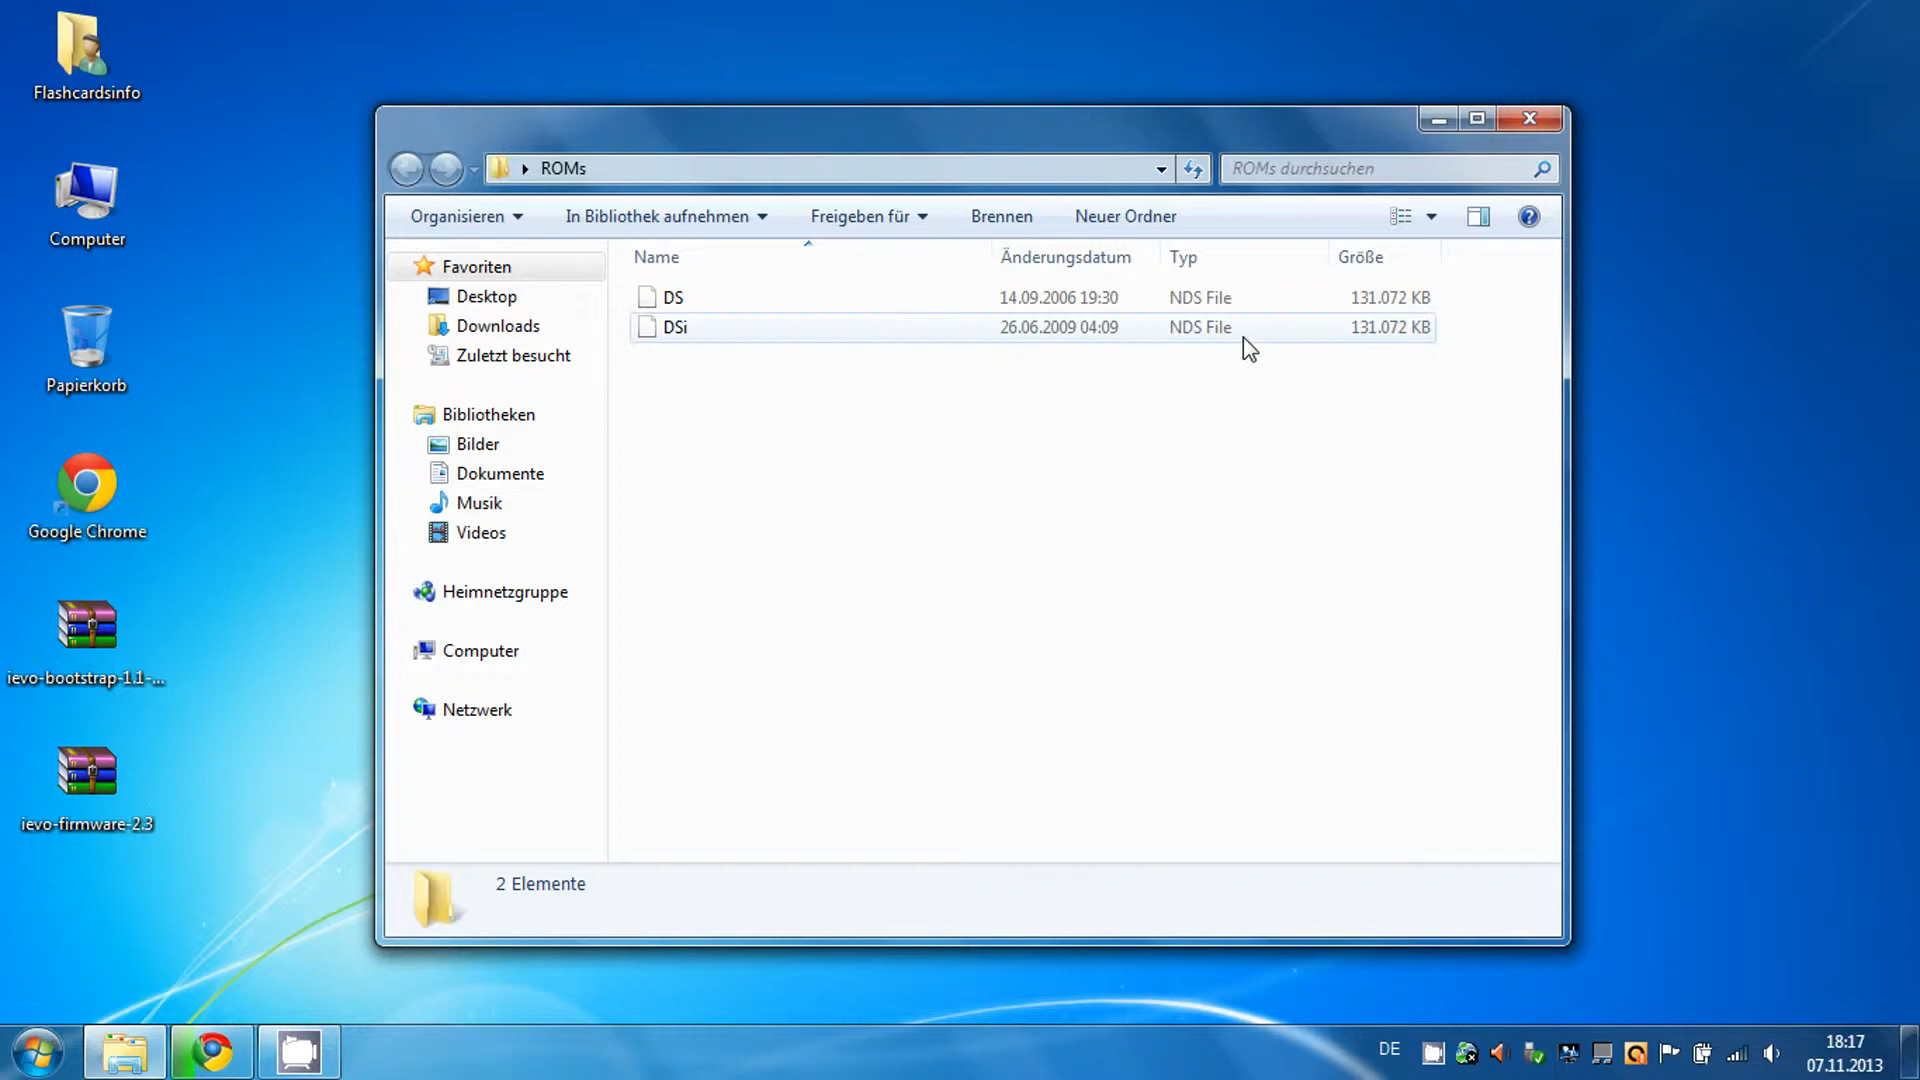 Flashcardsinfo
Computer
Papierkorb
Google Chrome
ievo-bootstrap-1.1-...
ievo-firmware-2.3
ROMs
ROMs durchsuchen
Organisieren In Bibliothek aufnehmen Freigeben für Brennen Neuer Ordner
Favoriten
Desktop
Downloads
Zuletzt besucht
Bibliotheken
Bilder
Dokumente
Musik
Videos
Heimnetzgruppe
Computer
Netzwerk
Name Änderungsdatum Typ Größe
DS 14.09.2006 19:30 NDS File 131.072 KB
DSi 26.06.2009 04:09 NDS File 131.072 KB
2 Elemente
DE
18:17
07.11.2013